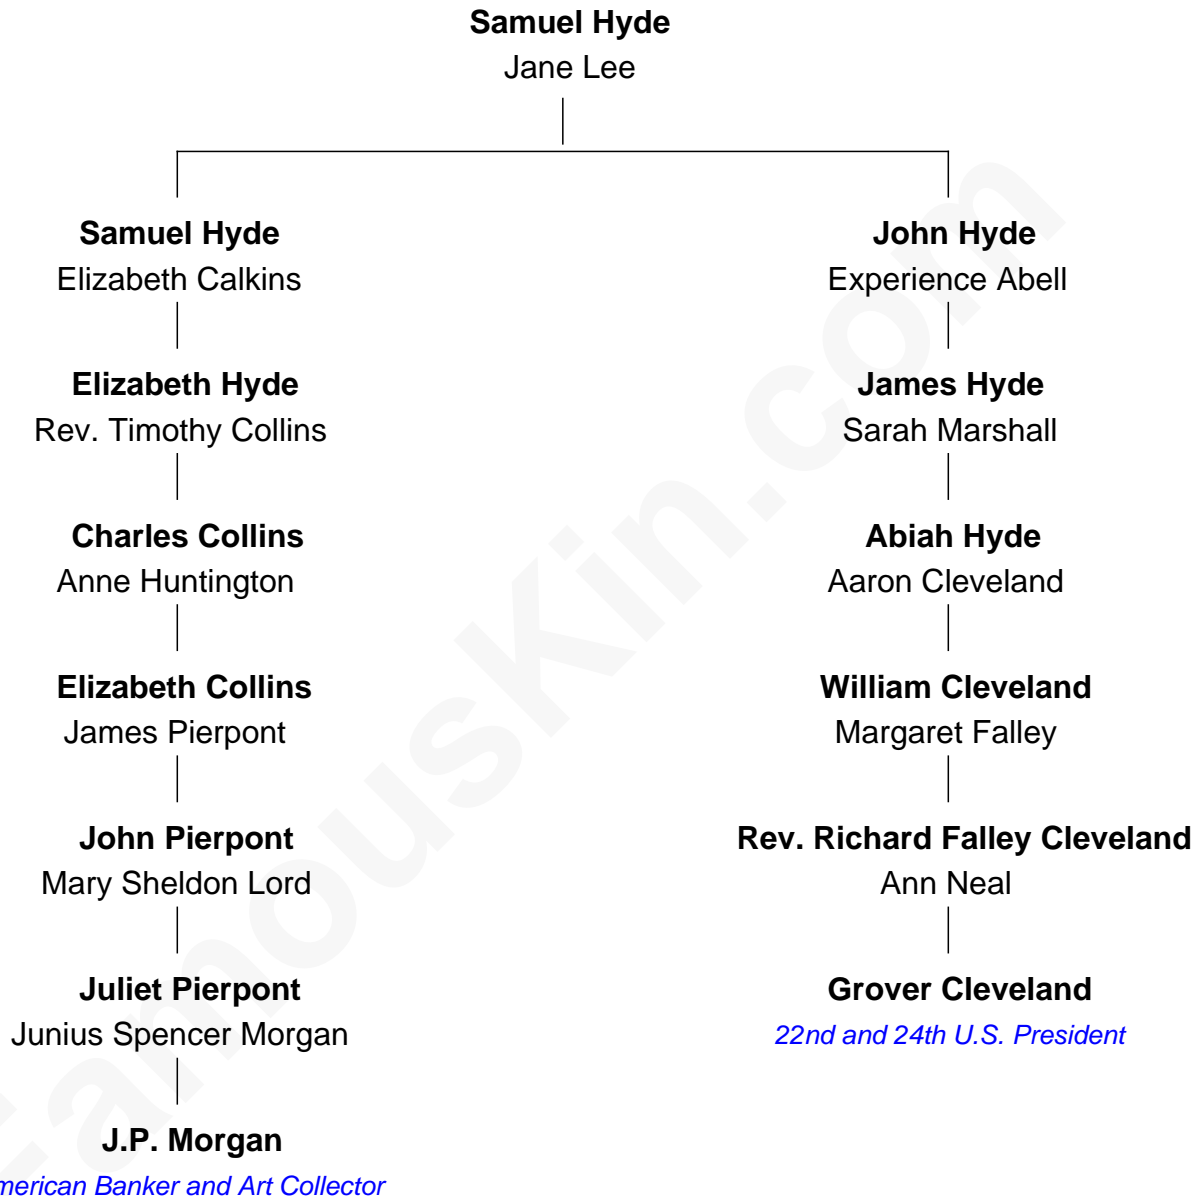 Samuel Hyde
Jane Lee
Samuel Hyde
Elizabeth Calkins
John Hyde
Experience Abell
Elizabeth Hyde
Rev. Timothy Collins
James Hyde
Sarah Marshall
Charles Collins
Anne Huntington
Abiah Hyde
Aaron Cleveland
Elizabeth Collins
James Pierpont
William Cleveland
Margaret Falley
John Pierpont
Mary Sheldon Lord
Rev. Richard Falley Cleveland
Ann Neal
Juliet Pierpont
Junius Spencer Morgan
Grover Cleveland
22nd and 24th U.S. President
J.P. Morgan
merican Banker and Art Collector
FamousKin.com